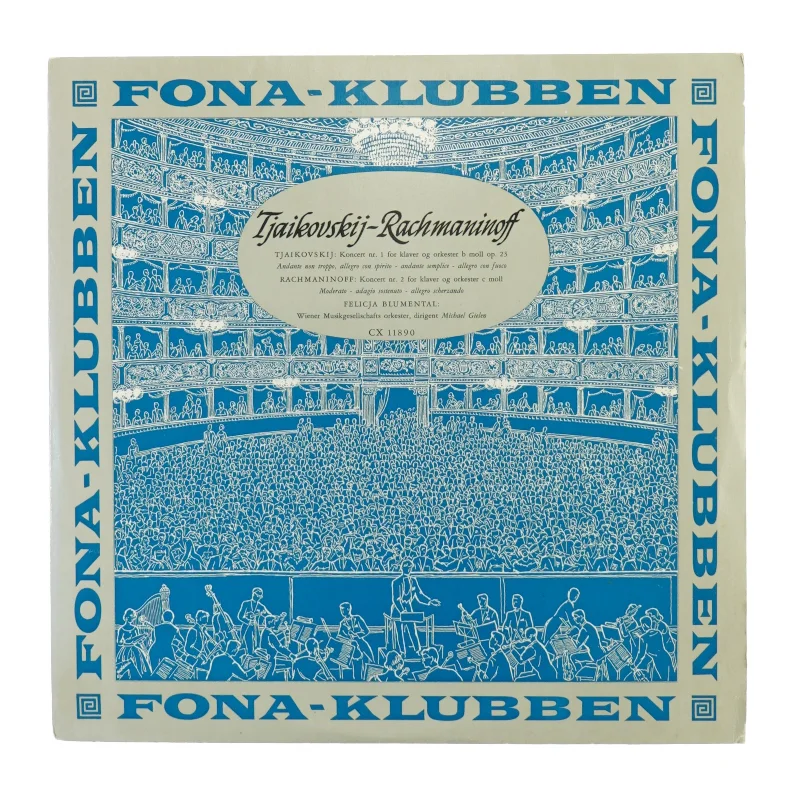 FONA-KLUBBEN
FONA-KLUBBEN
FONA-KLUBBEN
Tjaikovskij-Rachmaninoff
TJAIKOVSKIJ: Koncert nr. 1 for klaver og orkester b moll op. 23
Andante non troppo, allegro con spirito - andante semplice - allegro con fuoco
RACHMANINOFF: Koncert nr. 2 for klaver og orkester c moll
Moderato - adagio sostenuto - allegro scherzando
FELICJA BLUMENTAL:
Wiener Musikgesellschafts orkester, dirigent Michael Gielen
CX 11890
FONA-KLUBBEN